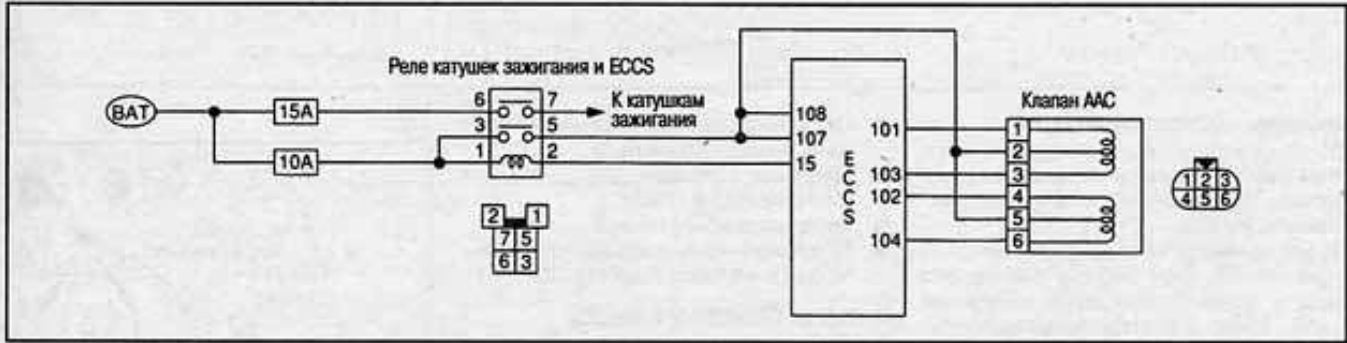 Реле катушек зажигания и ECCS
BAT
15A
10A
6 7
3 5
1 2
К катушкам
зажигания
2 1
7 5
6 3
108
107
15
E
C
C
S
101
103
102
104
Клапан ААС
1
2
3
4
5
6
1 2 3
4 5 6